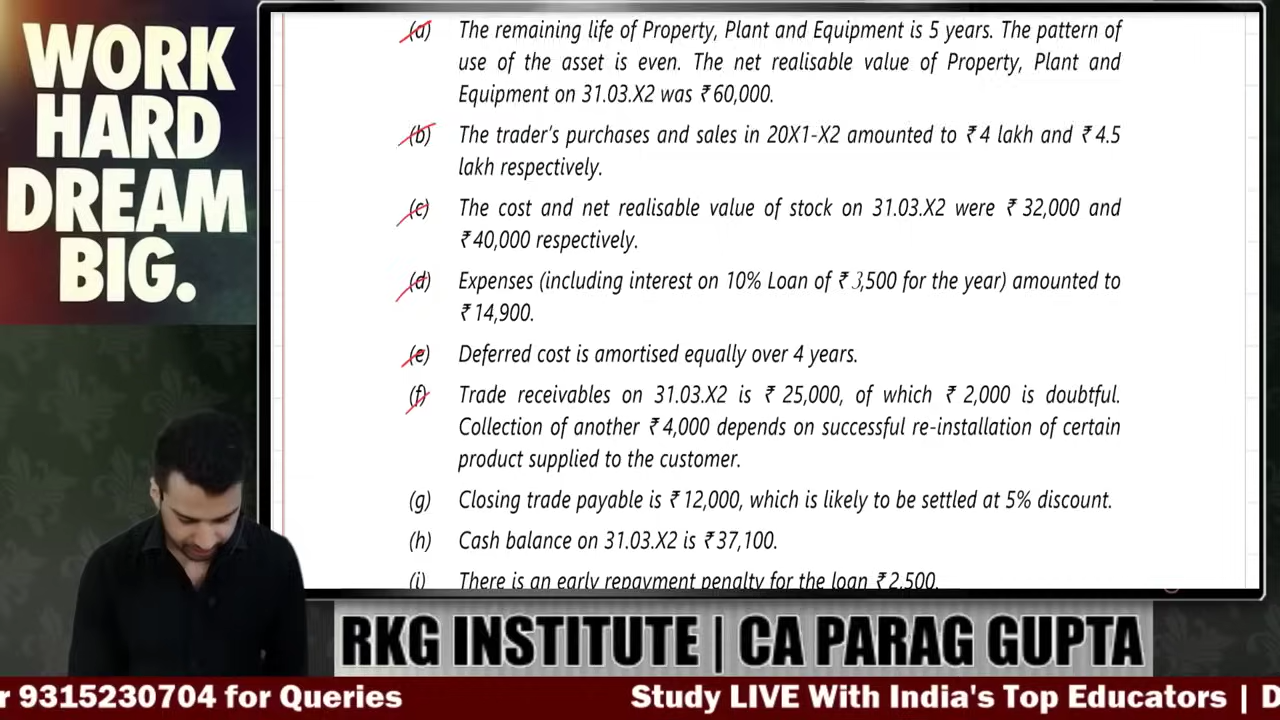 WORK
HARD
DREAM
BIG.
(a) The remaining life of Property, Plant and Equipment is 5 years. The pattern of
use of the asset is even. The net realisable value of Property, Plant and
Equipment on 31.03.X2 was ₹ 60,000.
(b) The trader's purchases and sales in 20X1-X2 amounted to ₹ 4 lakh and ₹ 4.5
lakh respectively.
(c) The cost and net realisable value of stock on 31.03.X2 were ₹ 32,000 and
₹ 40,000 respectively.
(d) Expenses (including interest on 10% Loan of ₹ 3,500 for the year) amounted to
₹ 14,900.
(e) Deferred cost is amortised equally over 4 years.
(f) Trade receivables on 31.03.X2 is ₹ 25,000, of which ₹ 2,000 is doubtful.
Collection of another ₹ 4,000 depends on successful re-installation of certain
product supplied to the customer.
(g) Closing trade payable is ₹ 12,000, which is likely to be settled at 5% discount.
(h) Cash balance on 31.03.X2 is ₹ 37,100.
(i) There is an early repayment penalty for the loan ₹ 2,500.
RKG INSTITUTE | CA PARAG GUPTA
r 9315230704 for Queries Study LIVE With India's Top Educators | D